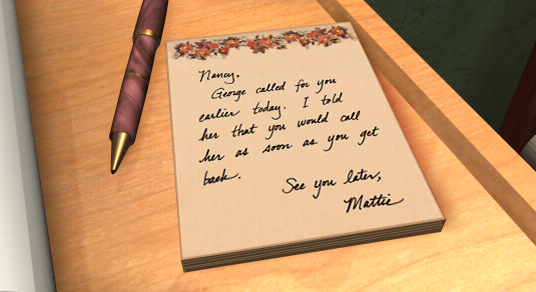 Nancy,
George called for you
earlier today. I told
her that you would call
her as soon as you get
back.
See you later,
Mattie